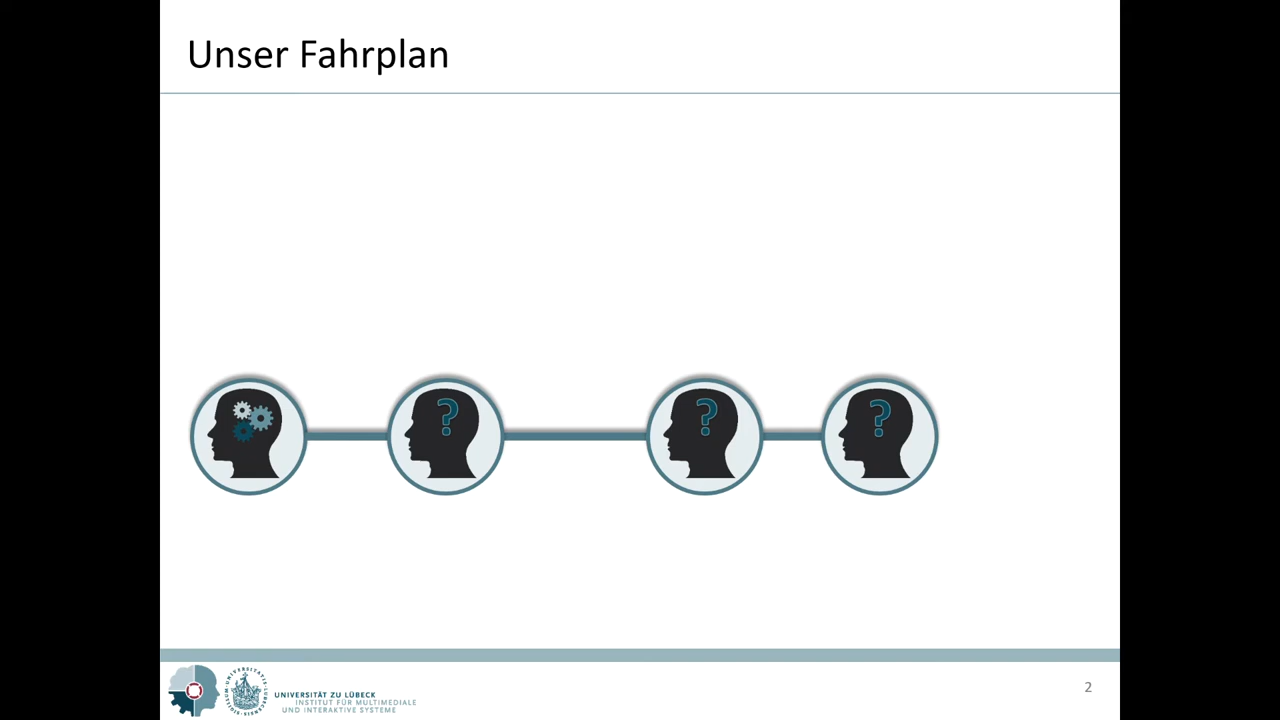 Unser Fahrplan
?
?
?
UNIVERSITÄT ZU LÜBECK
INSTITUT FÜR MULTIMEDIALE
UND INTERAKTIVE SYSTEME
2